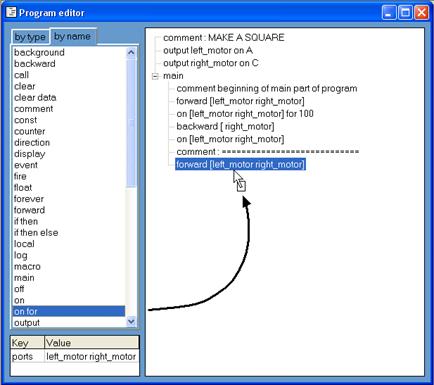 Program editor
by type by name
background
backward
call
clear
clear data
comment
const
counter
direction
display
event
fire
float
forever
forward
if then
if then else
local
log
macro
main
off
on
on for
output
Key Value
ports left_motor right_motor
comment : MAKE A SQUARE
output left_motor on A
output right_motor on C
main
comment beginning of main part of program
forward [left_motor right_motor]
on [left_motor right_motor] for 100
backward [ right_motor]
on [left_motor right_motor]
comment : ===========================
forward [left_motor right_motor]